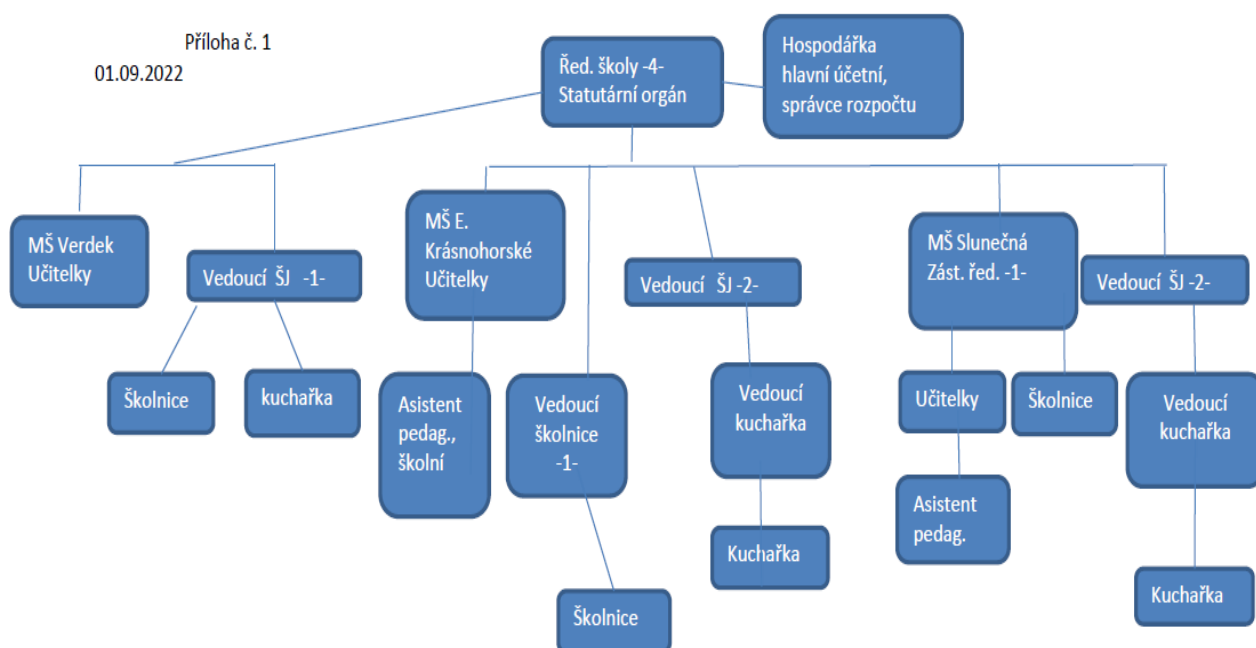 Příloha č. 1
01.09.2022
Řed. školy -4-
Statutární orgán
Hospodářka
hlavní účetní,
správce rozpočtu
MŠ Verdek
Učitelky
Vedoucí ŠJ -1-
MŠ E.
Krásnohorské
Učitelky
Vedoucí ŠJ -2-
MŠ Slunečná
Zást. řed. -1-
Vedoucí ŠJ -2-
Školnice
kuchařka
Asistent
pedag.,
školní
Vedoucí
školnice
-1-
Vedoucí
kuchařka
Učitelky
Školnice
Vedoucí
kuchařka
Asistent
pedag.
Kuchařka
Školnice
Kuchařka